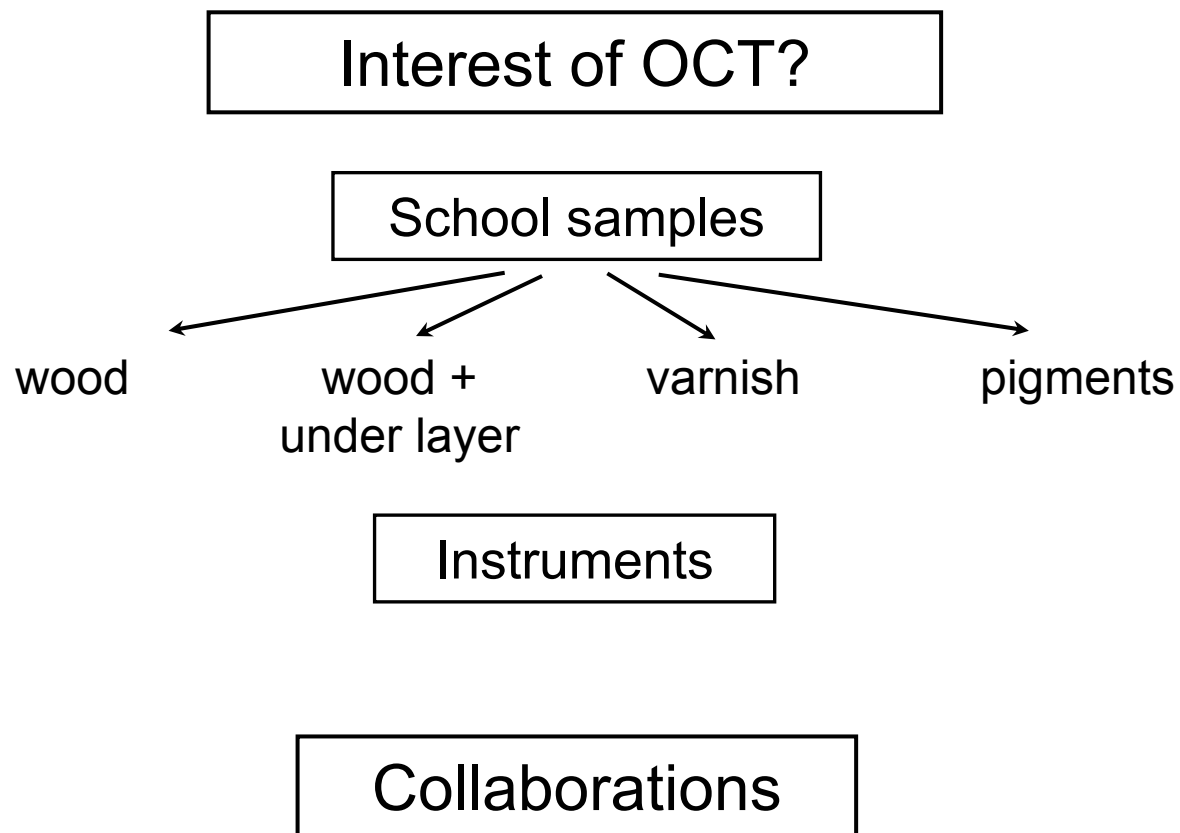 Interest of OCT?
School samples
wood
wood +
under layer
varnish
pigments
Instruments
Collaborations